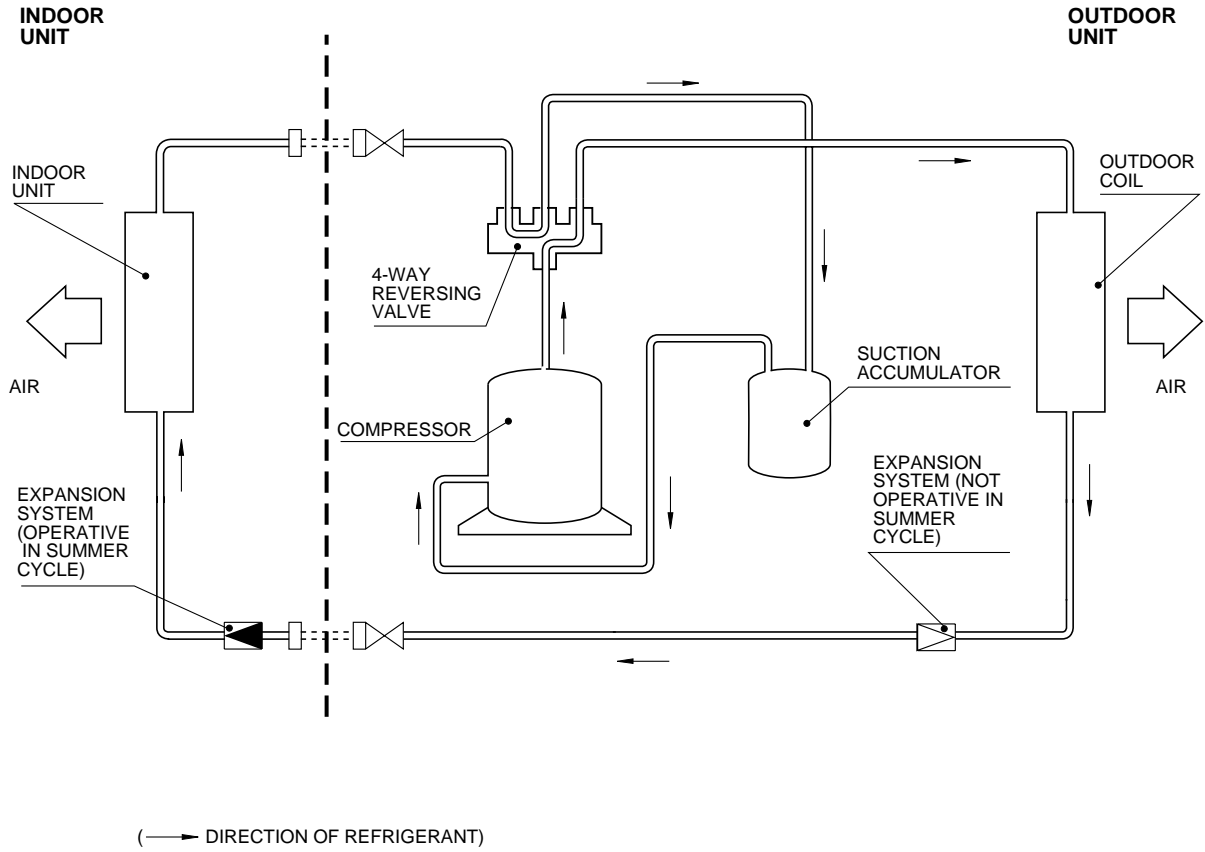 INDOOR
UNIT
OUTDOOR
UNIT
INDOOR
UNIT
OUTDOOR
COIL
4-WAY
REVERSING
VALVE
AIR
SUCTION
ACCUMULATOR
AIR
COMPRESSOR
EXPANSION
SYSTEM (NOT
OPERATIVE IN
SUMMER
CYCLE)
EXPANSION
SYSTEM
(OPERATIVE
IN SUMMER
CYCLE)
( DIRECTION OF REFRIGERANT)